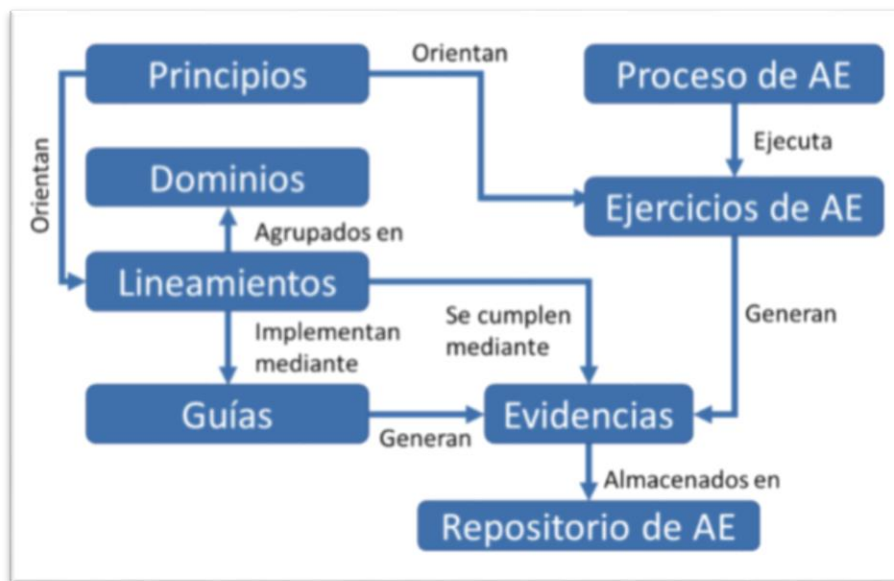 Principios
Orientan
Proceso de AE
Ejecuta
Orientan
Dominios
Ejercicios de AE
Agrupados en
Lineamientos
Implementan
mediante
Se cumplen
mediante
Generan
Guías
Generan
Evidencias
Almacenados en
Repositorio de AE